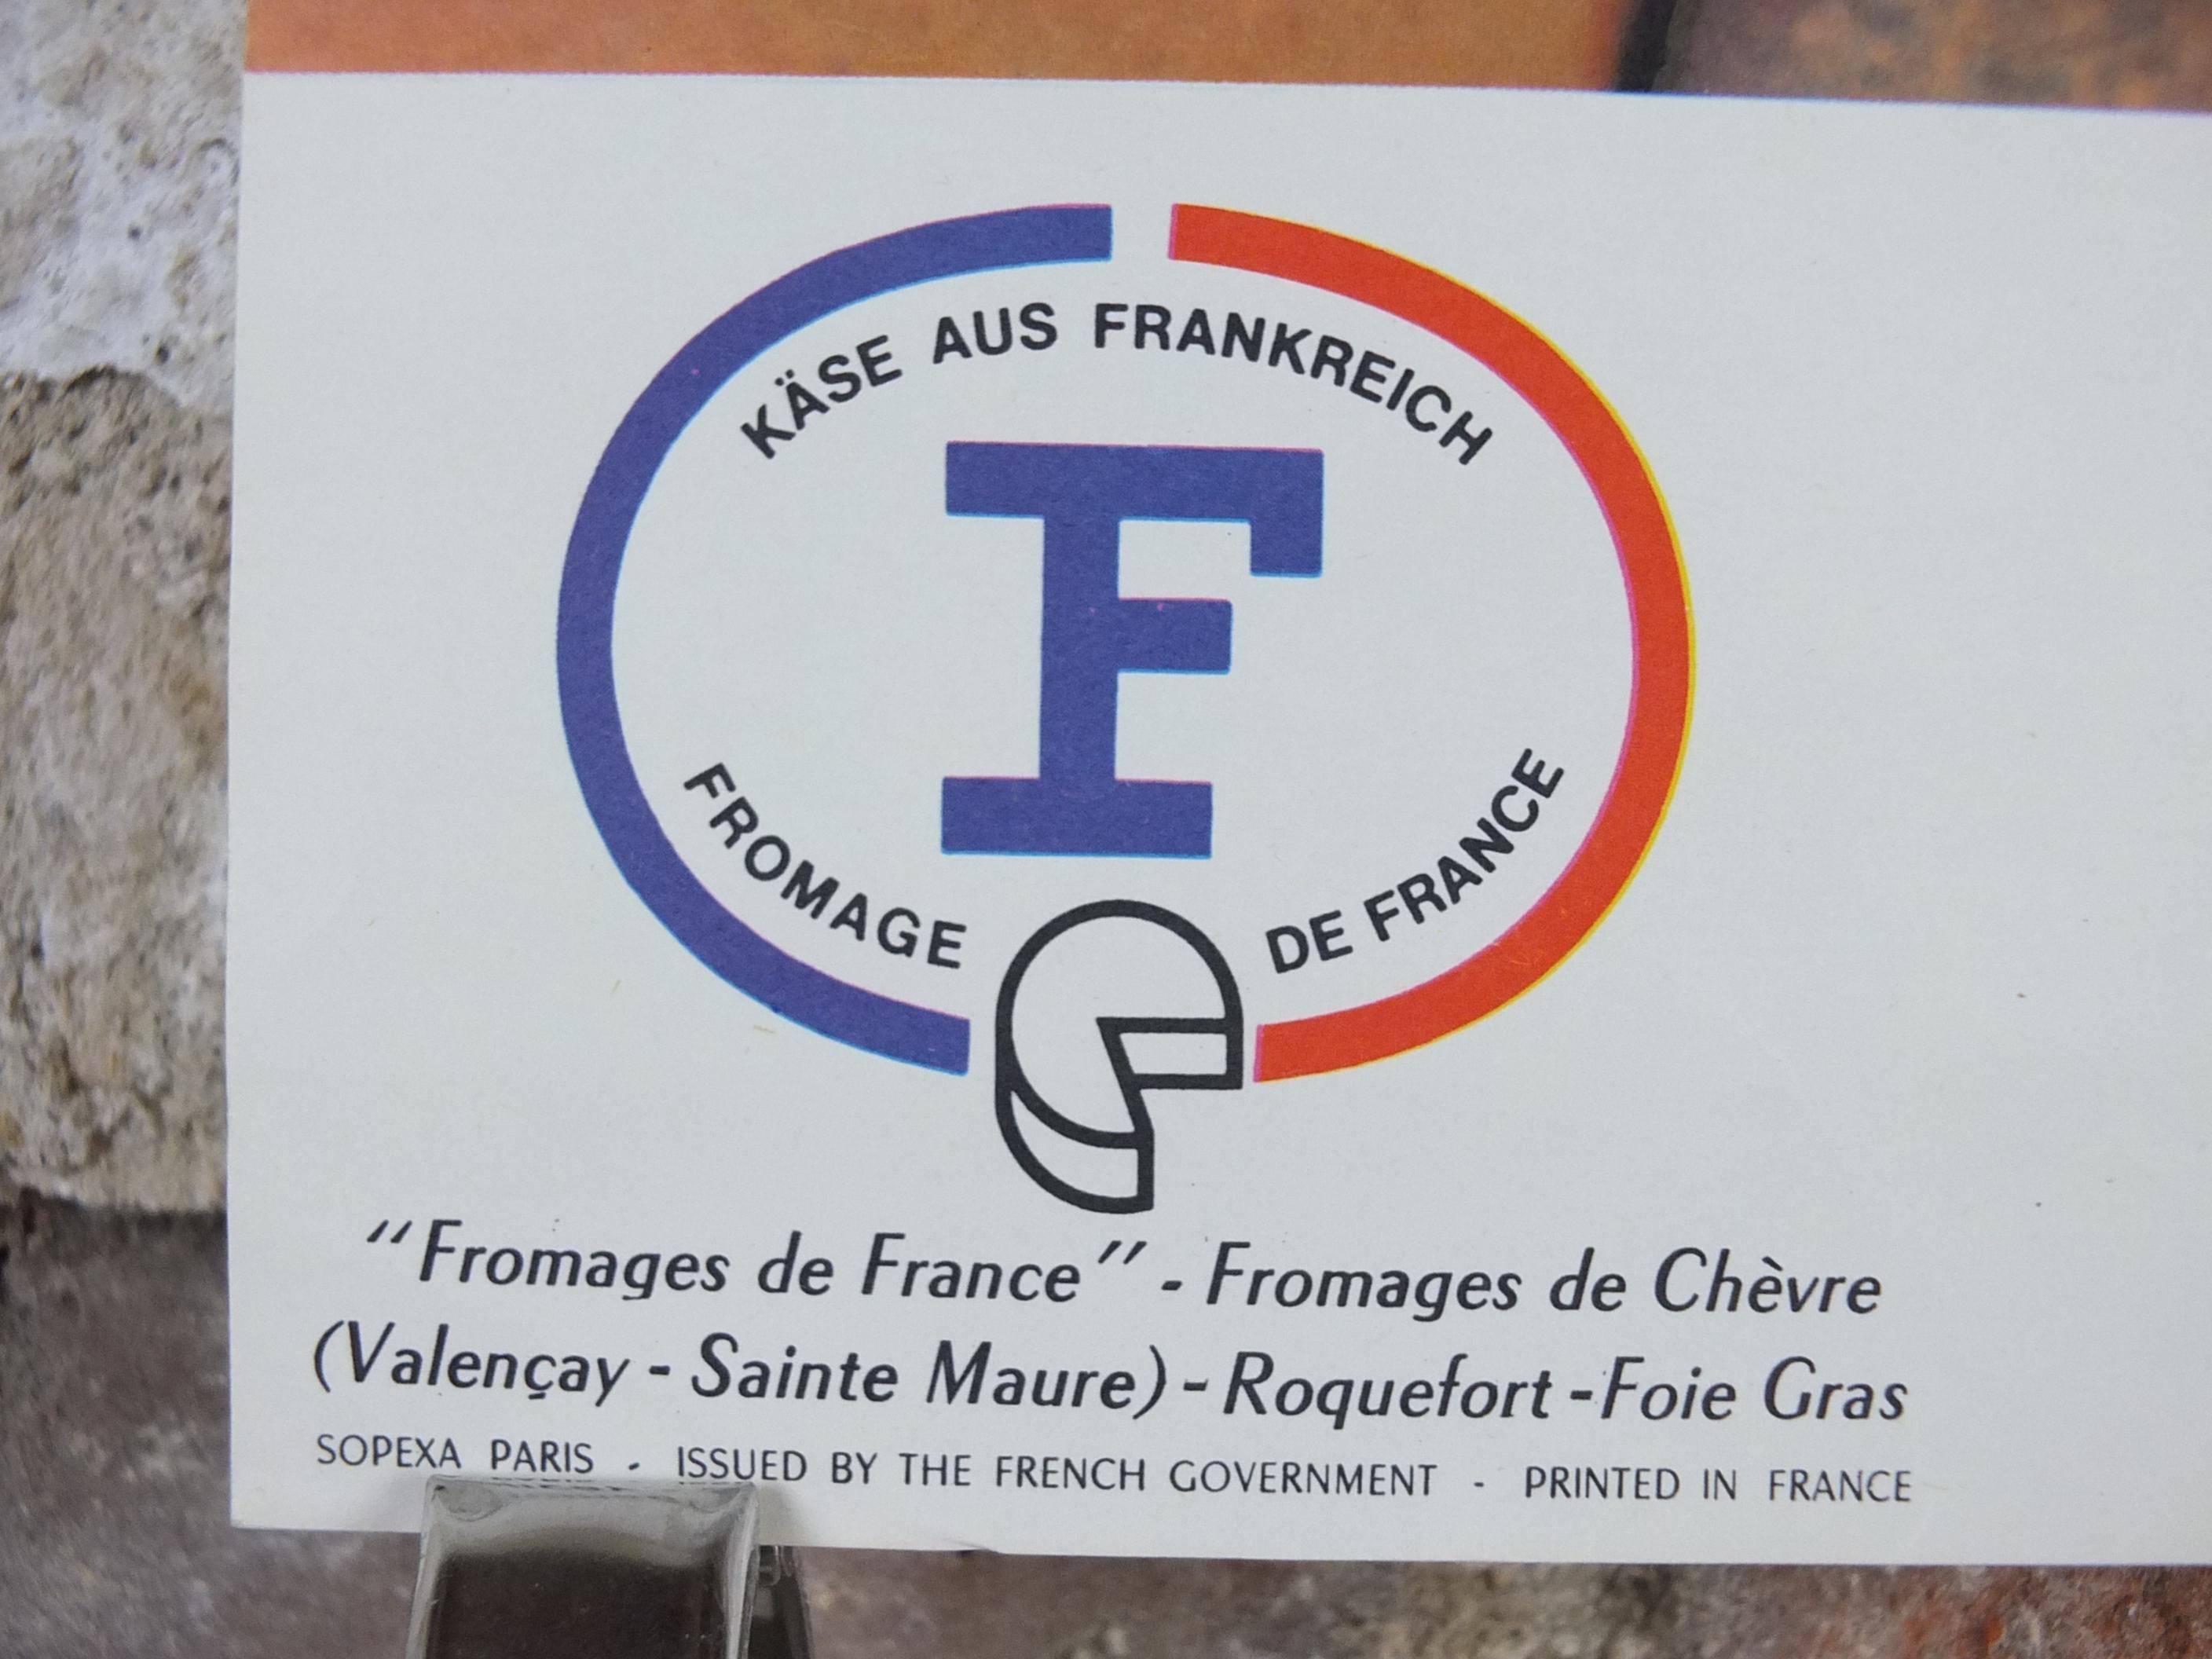 KÄSE AUS FRANKREICH
F
FROMAGE DE FRANCE
"Fromages de France" - Fromages de Chèvre
(Valençay - Sainte Maure) - Roquefort - Foie Gras
SOPEXA PARIS - ISSUED BY THE FRENCH GOVERNMENT - PRINTED IN FRANCE